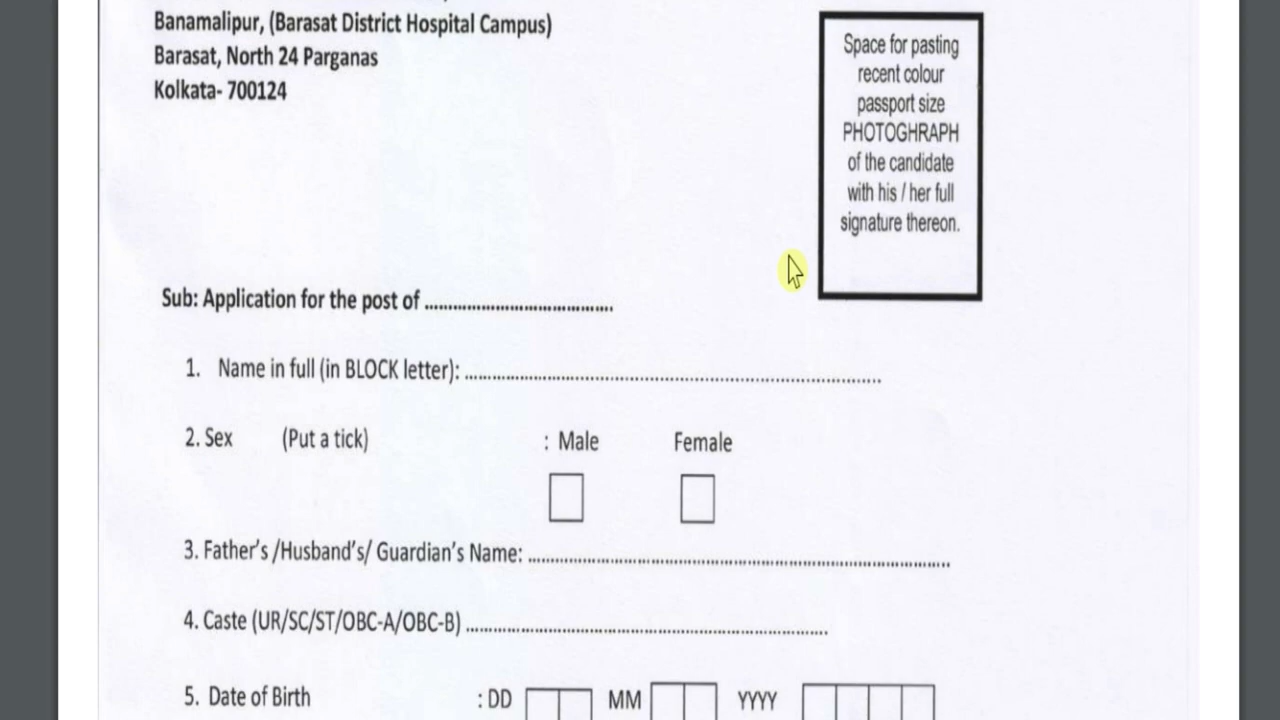 Banamalipur, (Barasat District Hospital Campus)
Barasat, North 24 Parganas
Kolkata- 700124
Space for pasting
recent colour
passport size
PHOTOGHRAPH
of the candidate
with his / her full
signature thereon.
Sub: Application for the post of ........................................
1. Name in full (in BLOCK letter): ................................................................................
2. Sex (Put a tick) : Male Female
3. Father's /Husband's/ Guardian's Name: ................................................................................
4. Caste (UR/SC/ST/OBC-A/OBC-B) ......................................................................
5. Date of Birth : DD MM YYYY